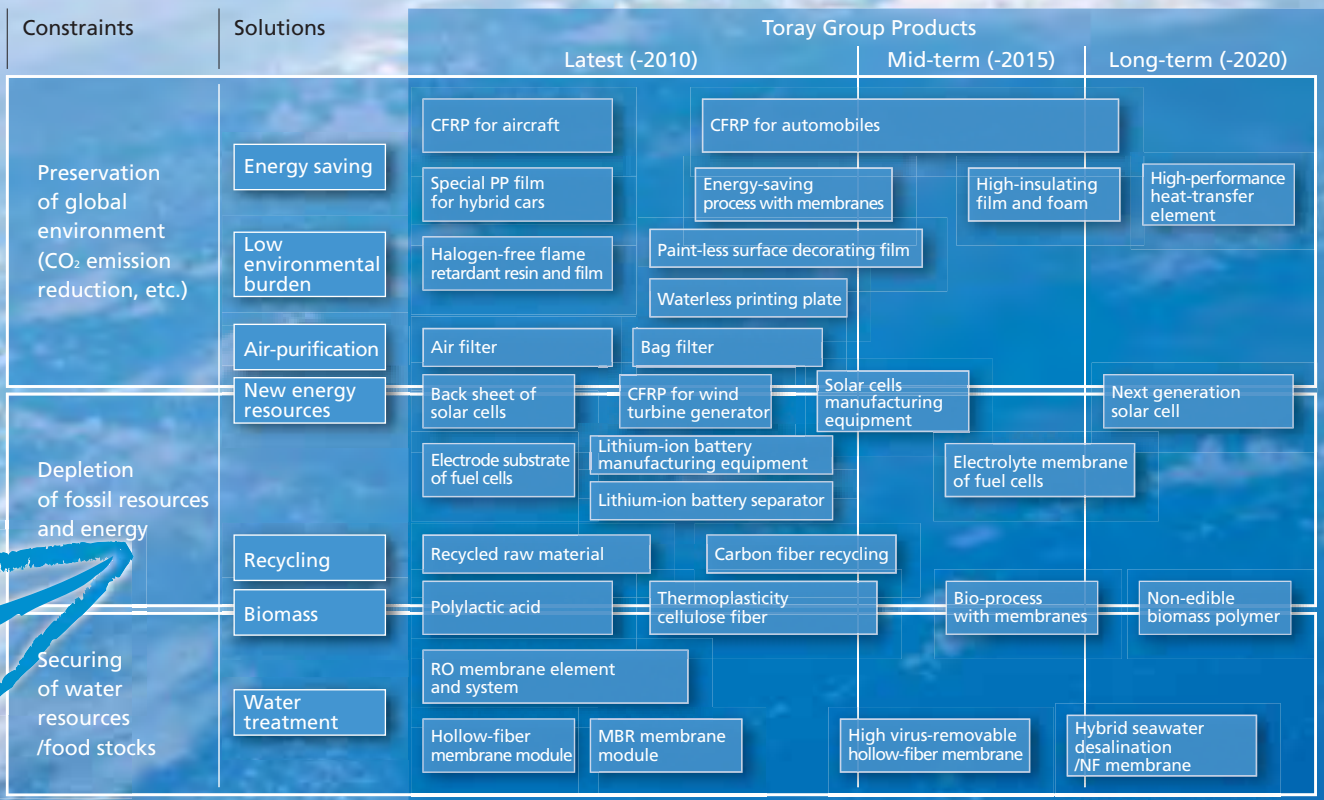 Constraints
Solutions
Toray Group Products
Latest (-2010)
Mid-term (-2015)
Long-term (-2020)
Preservation
of global
environment
(CO₂ emission
reduction, etc.)
Energy saving
CFRP for aircraft
CFRP for automobiles
Special PP film
for hybrid cars
Energy-saving
process with membranes
High-insulating
film and foam
High-performance
heat-transfer
element
Low
environmental
burden
Halogen-free flame
retardant resin and film
Paint-less surface decorating film
Waterless printing plate
Air-purification
Air filter
Bag filter
New energy
resources
Back sheet of
solar cells
CFRP for wind
turbine generator
Solar cells
manufacturing
equipment
Next generation
solar cell
Depletion
of fossil resources
and energy
Electrode substrate
of fuel cells
Lithium-ion battery
manufacturing equipment
Lithium-ion battery separator
Electrolyte membrane
of fuel cells
Recycling
Recycled raw material
Carbon fiber recycling
Biomass
Polylactic acid
Thermoplasticity
cellulose fiber
Bio-process
with membranes
Non-edible
biomass polymer
Securing
of water
resources
/food stocks
Water
treatment
RO membrane element
and system
Hollow-fiber
membrane module
MBR membrane
module
High virus-removable
hollow-fiber membrane
Hybrid seawater
desalination
/NF membrane